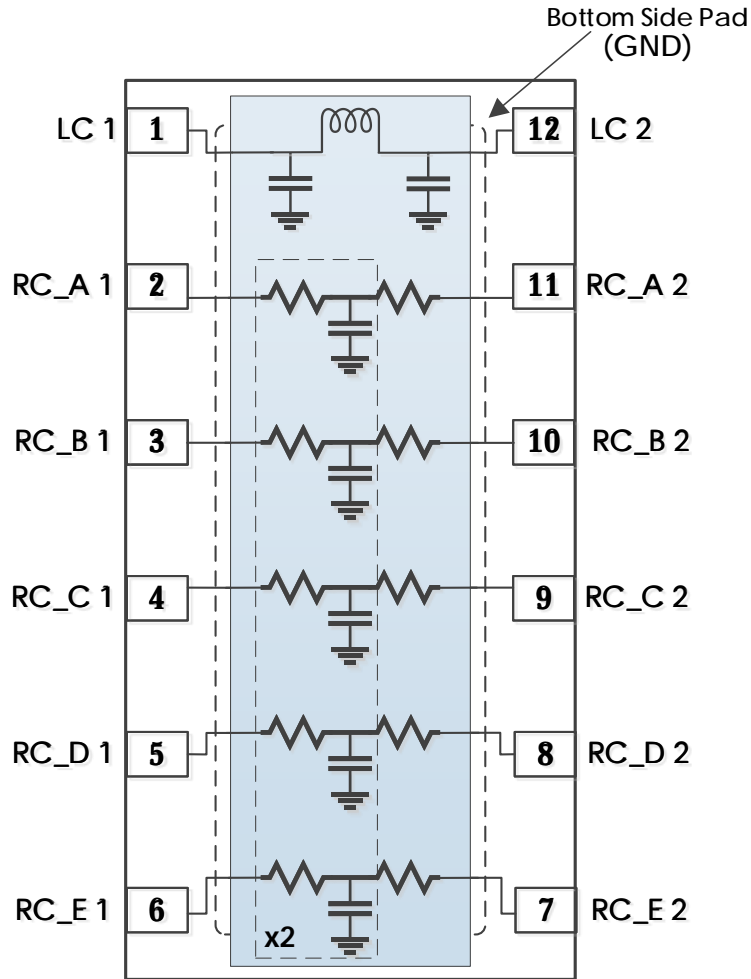 Bottom Side Pad
(GND)
LC 1 1 12 LC 2
RC_A 1 2 11 RC_A 2
RC_B 1 3 10 RC_B 2
RC_C 1 4 9 RC_C 2
RC_D 1 5 8 RC_D 2
RC_E 1 6 7 RC_E 2
x2